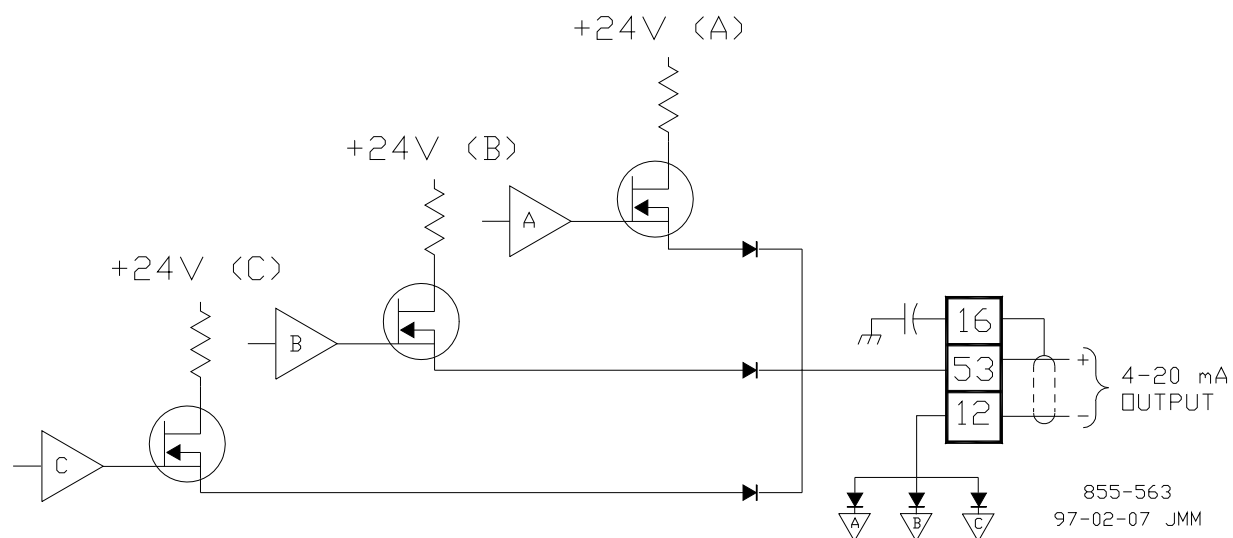 +24V (A)
+24V (B)
A
+24V (C)
B
C
16
53
12
+
4-20 mA
OUTPUT
-
A
B
C
855-563
97-02-07 JMM